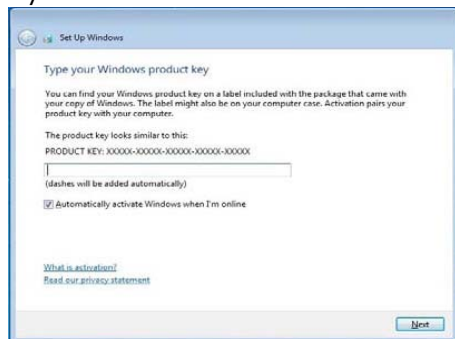 Set Up Windows
Type your Windows product key
You can find your Windows product key on a label included with the package that came with
your copy of Windows. The label might also be on your computer case. Activation pairs your
product key with your computer.
The product key looks similar to this:
PRODUCT KEY: XXXXX-XXXXX-XXXXX-XXXXX-XXXXX
(dashes will be added automatically)
Automatically activate Windows when I'm online
What is activation?
Read our privacy statement
Next